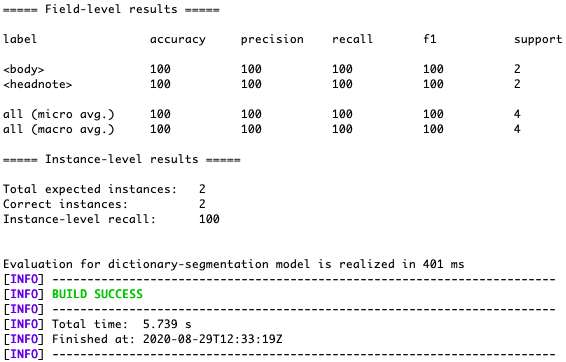 ===== Field-level results =====
label accuracy precision recall f1 support
<body> 100 100 100 100 2
<headnote> 100 100 100 100 2
all (micro avg.) 100 100 100 100 4
all (macro avg.) 100 100 100 100 4
===== Instance-level results =====
Total expected instances: 2
Correct instances: 2
Instance-level recall: 100
Evaluation for dictionary-segmentation model is realized in 401 ms
[INFO] ------------------------------------------------------------------------
[INFO] BUILD SUCCESS
[INFO] ------------------------------------------------------------------------
[INFO] Total time: 5.739 s
[INFO] Finished at: 2020-08-29T12:33:19Z
[INFO] ------------------------------------------------------------------------